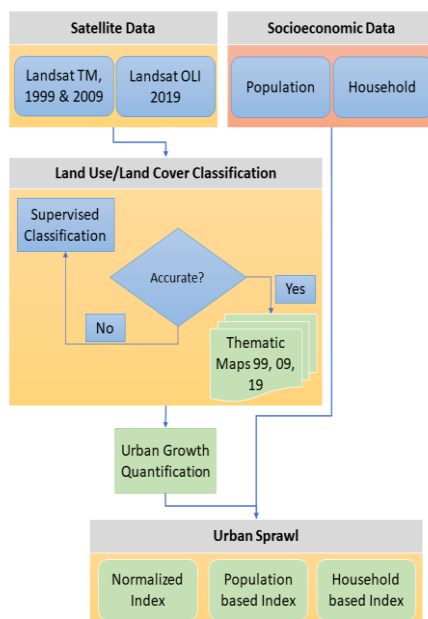 Satellite Data
Socioeconomic Data
Landsat TM,
1999 & 2009
Landsat OLI
2019
Population
Household
Land Use/Land Cover Classification
Supervised
Classification
Accurate?
Yes
No
Thematic
Maps 99, 09,
19
Urban Growth
Quantification
Urban Sprawl
Normalized
Index
Population
based Index
Household
based Index